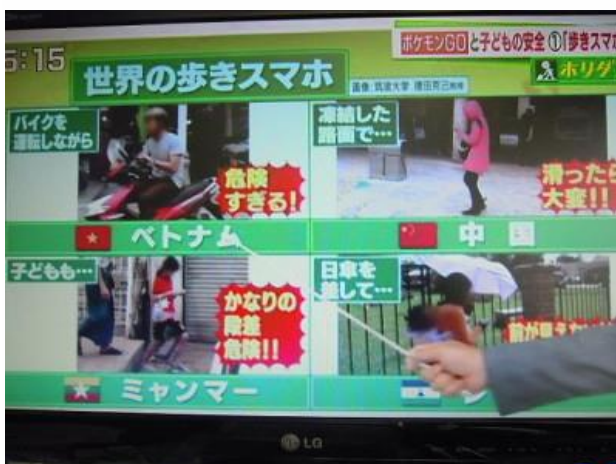 5:15
ポケモンGOと子どもの安全 ①「歩きスマホ
ホリダ
世界の歩きスマホ
画像:筑波大学 徳田克己教授
バイクを
運転しながら
危険
すぎる!
ベトナム
凍結した
路面で…
滑ったら
大変!!
中国
子どもも…
かなりの
段差
危険!!
ミャンマー
日傘を
差して…
前が見えな
LG